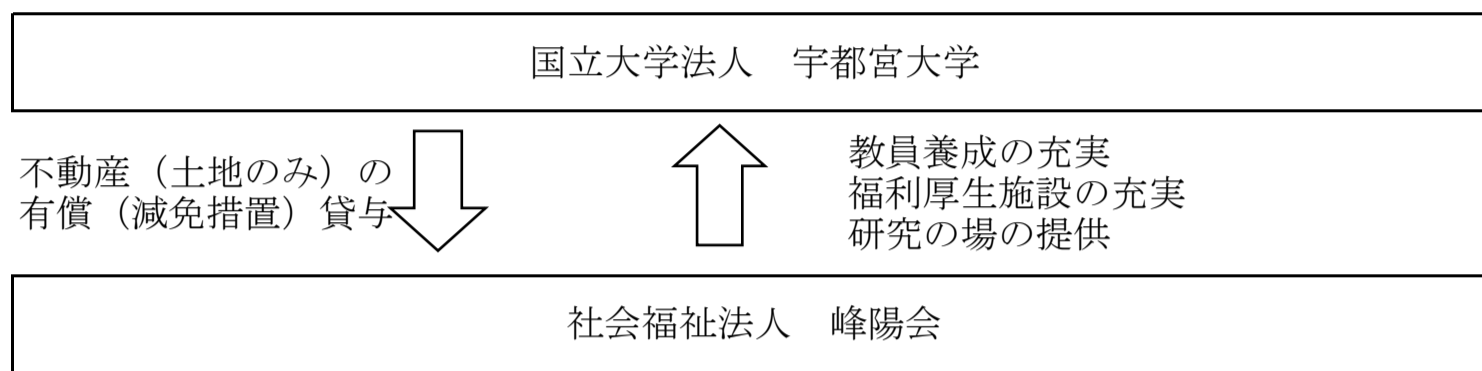 国立大学法人　宇都宮大学
不動産（土地のみ）の
有償（減免措置）貸与
教員養成の充実
福利厚生施設の充実
研究の場の提供
社会福祉法人　峰陽会